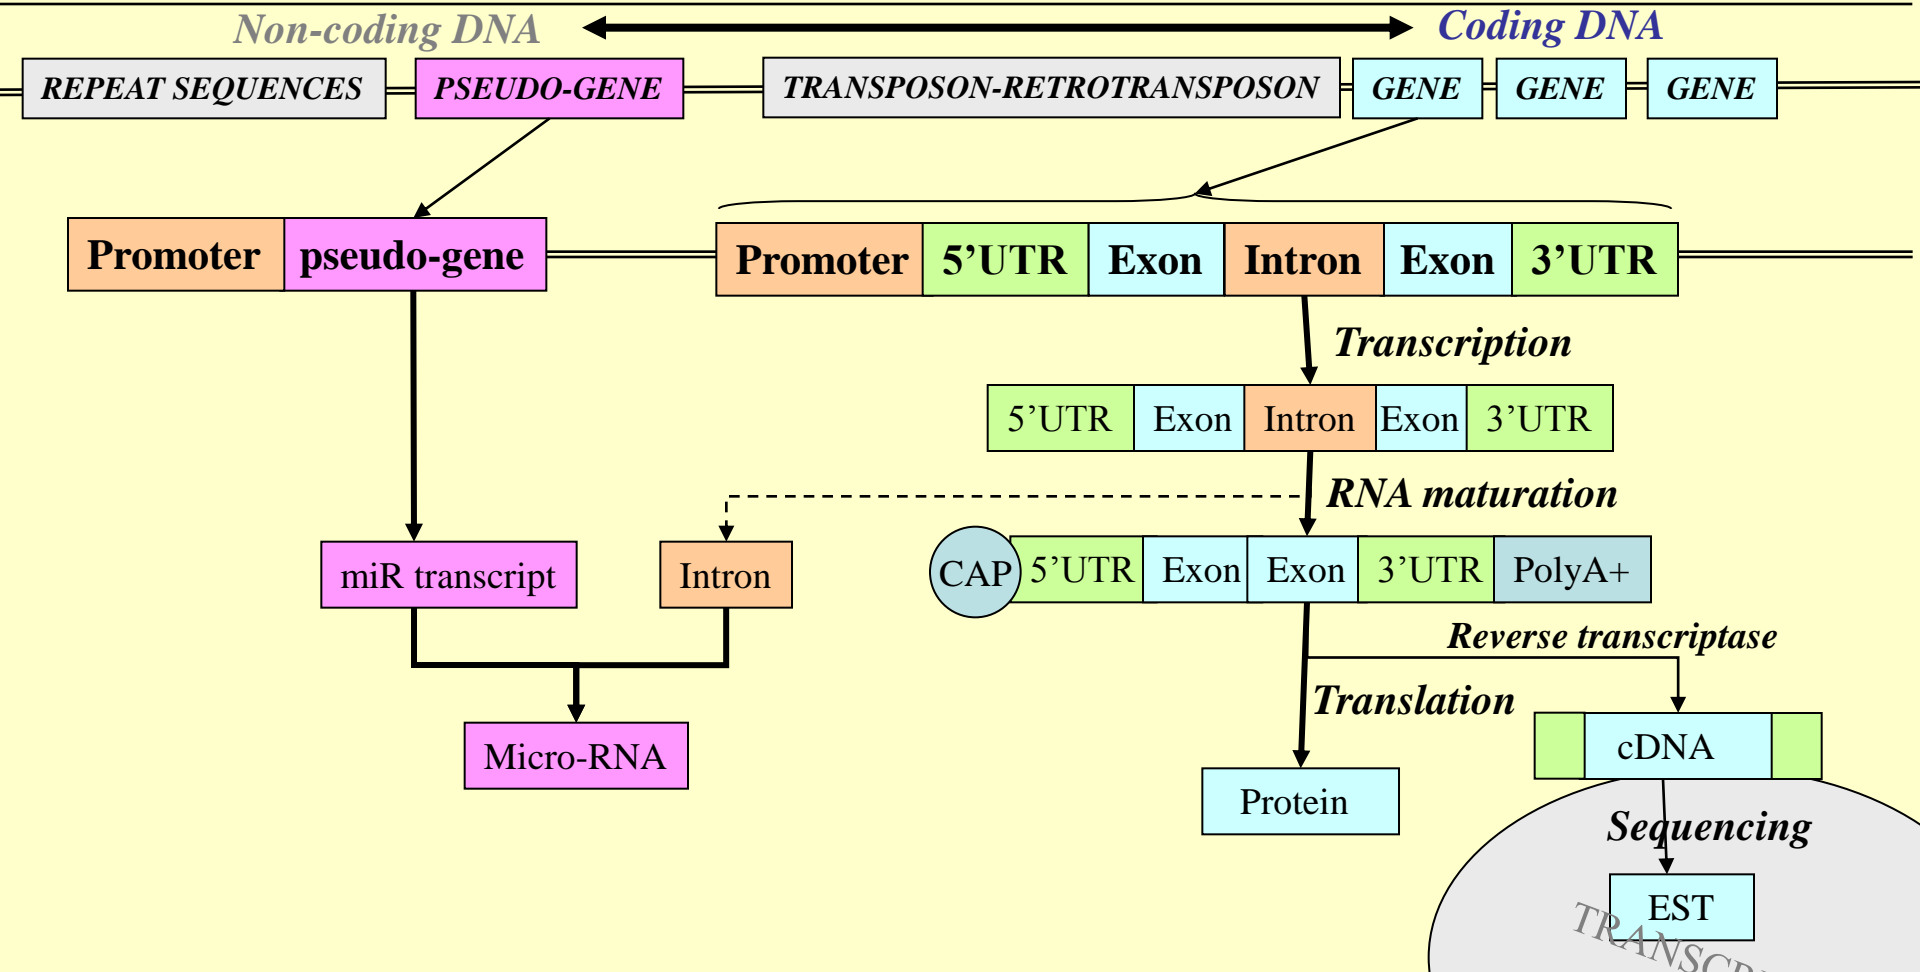 Non-coding DNA Coding DNA
REPEAT SEQUENCES PSEUDO-GENE TRANSPOSON-RETROTRANSPOSON GENE GENE GENE
Promoter pseudo-gene Promoter 5’UTR Exon Intron Exon 3’UTR
Transcription
5’UTR Exon Intron Exon 3’UTR
RNA maturation
miR transcript Intron CAP 5’UTR Exon Exon 3’UTR PolyA+
Reverse transcriptase
Translation
Micro-RNA cDNA
Protein
Sequencing
EST